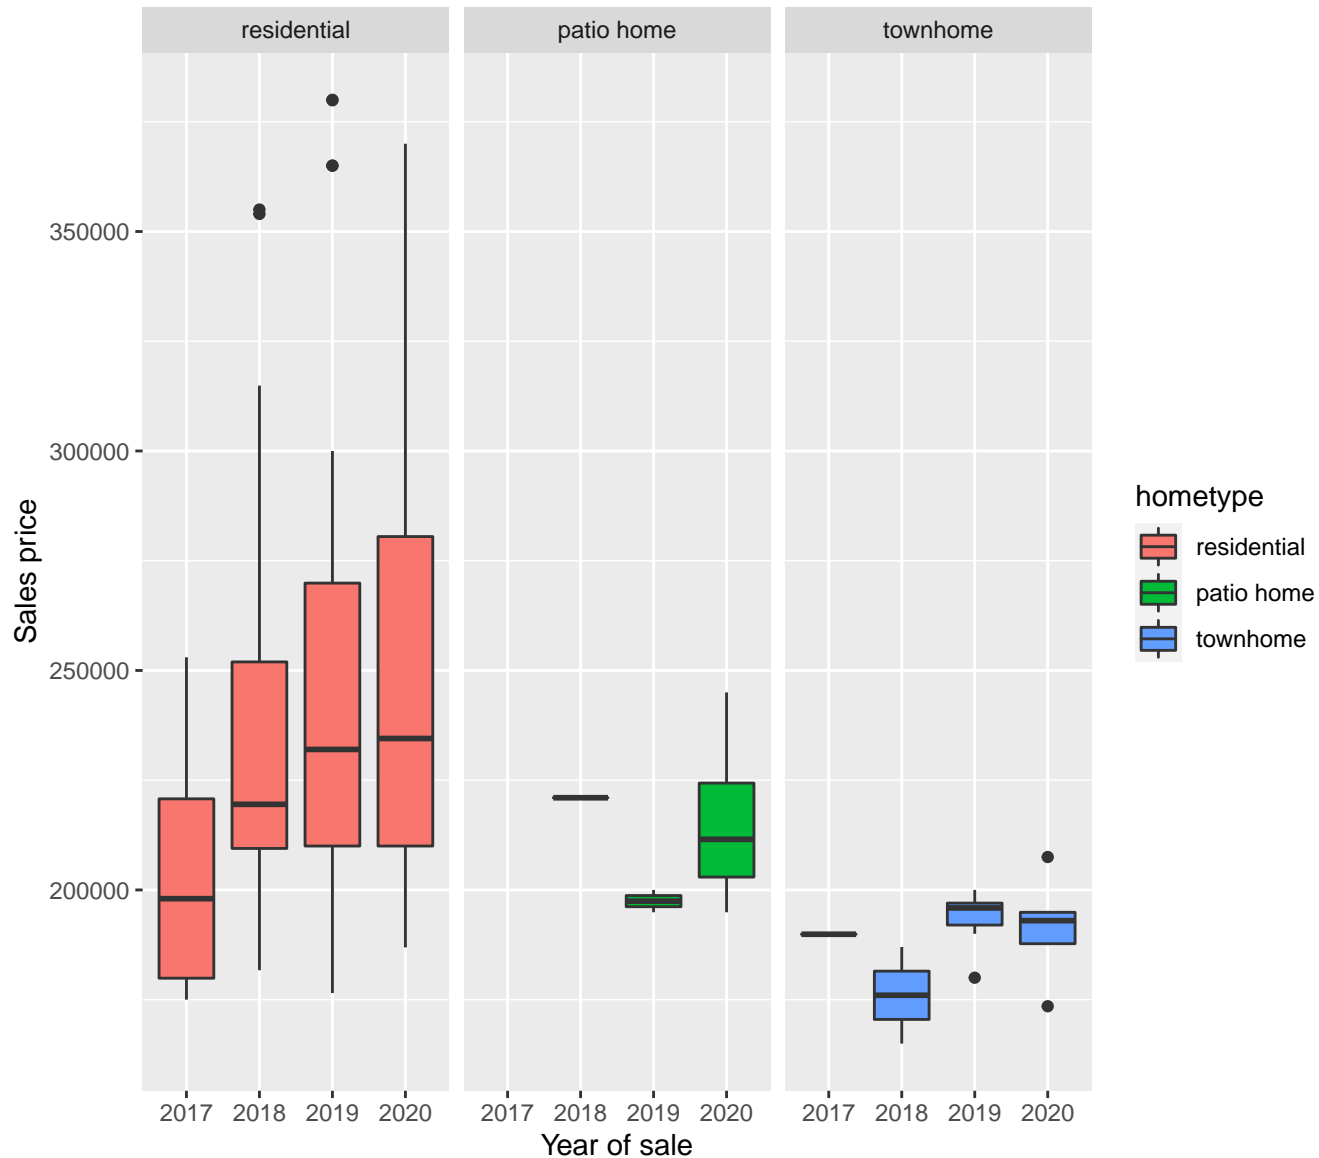 residential patio home townhome
350000
300000
250000
200000
Sales price
2017 2018 2019 2020 2017 2018 2019 2020 2017 2018 2019 2020
Year of sale
hometype
residential
patio home
townhome